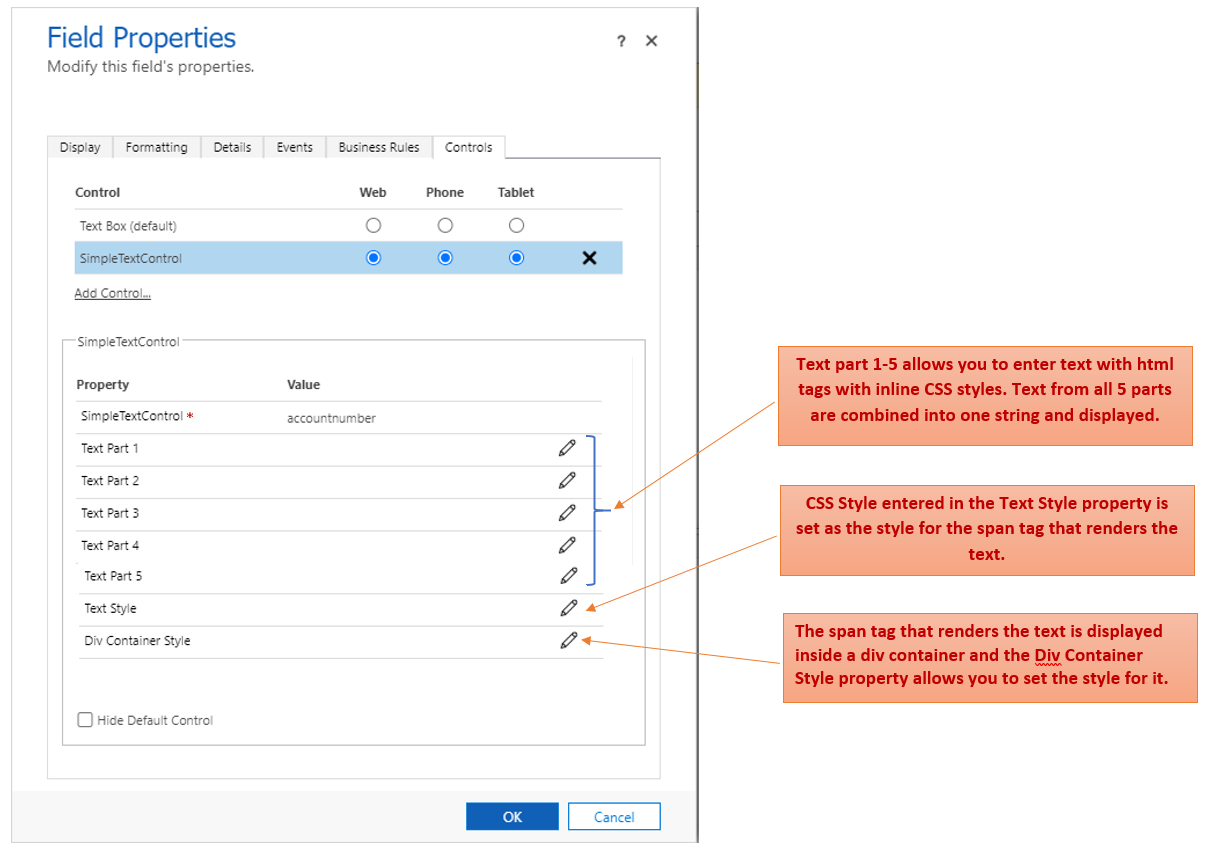 Field Properties
? ✕
Modify this field's properties.
Display Formatting Details Events Business Rules Controls
Control Web Phone Tablet
Text Box (default)
SimpleTextControl
Add Control...
SimpleTextControl
Property Value
SimpleTextControl * accountnumber
Text Part 1
Text Part 2
Text Part 3
Text Part 4
Text Part 5
Text Style
Div Container Style
Hide Default Control
OK Cancel
Text part 1-5 allows you to enter text with html
tags with inline CSS styles. Text from all 5 parts
are combined into one string and displayed.
CSS Style entered in the Text Style property is
set as the style for the span tag that renders the
text.
The span tag that renders the text is displayed
inside a div container and the Div Container
Style property allows you to set the style for it.